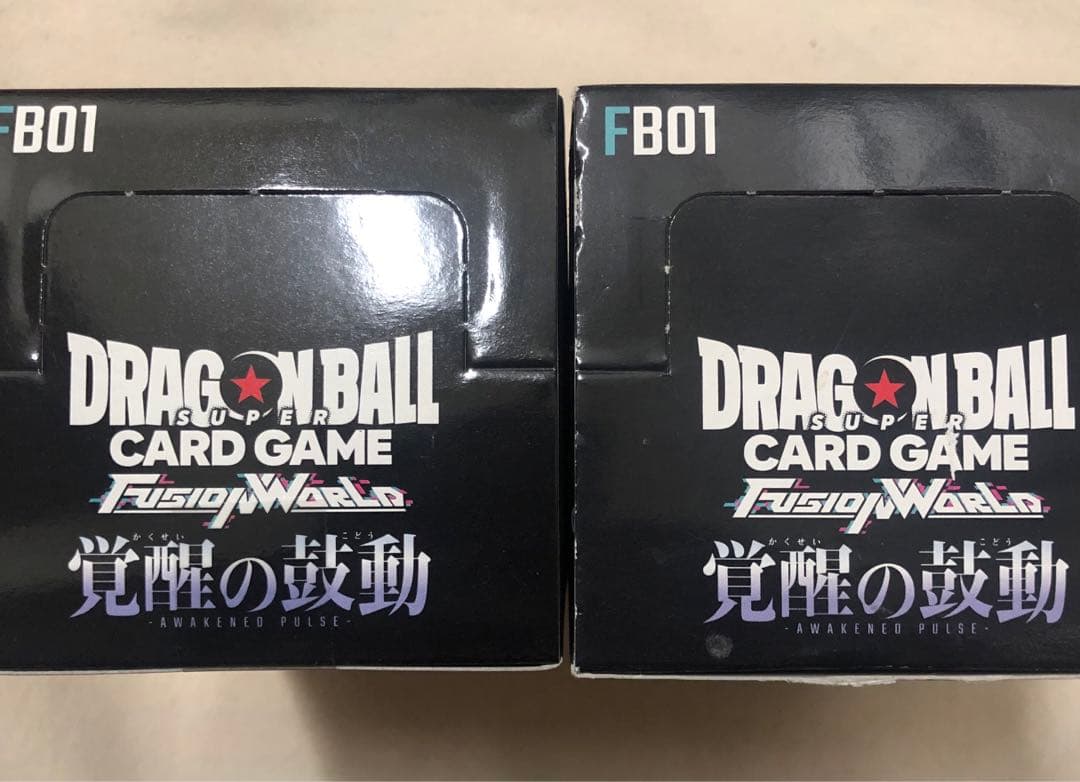 FB01
DRAGON BALL
SUPER
CARD GAME
FUSION WORLD
かくせい こどう
覚醒の鼓動
-AWAKENED PULSE-
FB01
DRAGON BALL
SUPER
CARD GAME
FUSION WORLD
かくせい こどう
覚醒の鼓動
-AWAKENED PULSE-